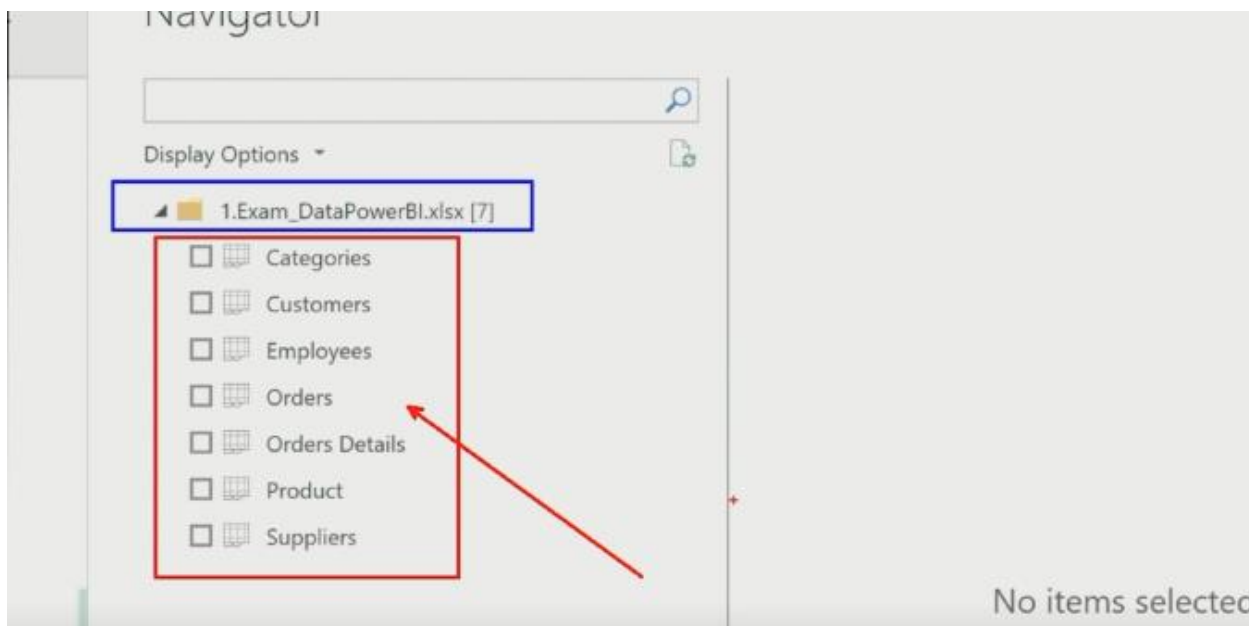 Navigator
Display Options
1.Exam_DataPowerBI.xlsx [7]
Categories
Customers
Employees
Orders
Orders Details
Product
Suppliers
No items selected